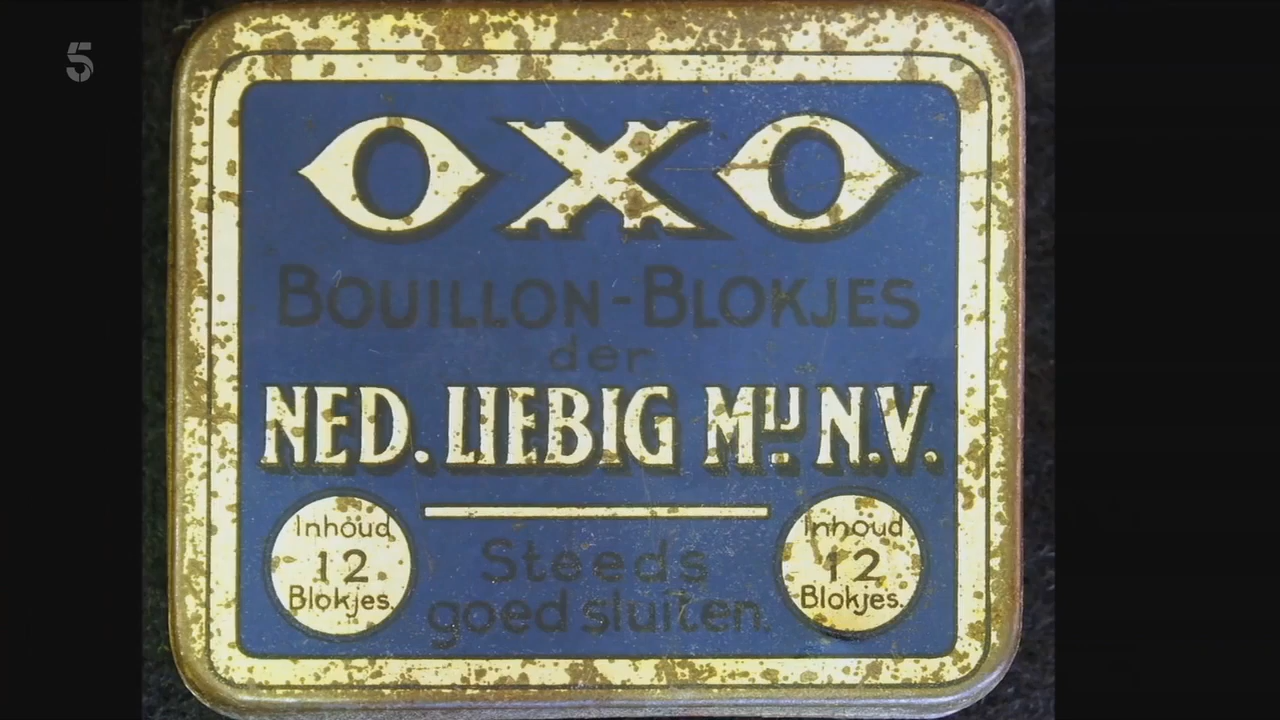 5
OXO
BOUILLON-BLOKJES
der
NED. LIEBIG MIJ. N.V.
Inhoud
12
Blokjes.
Steeds
goed sluiten.
Inhoud
12
Blokjes.